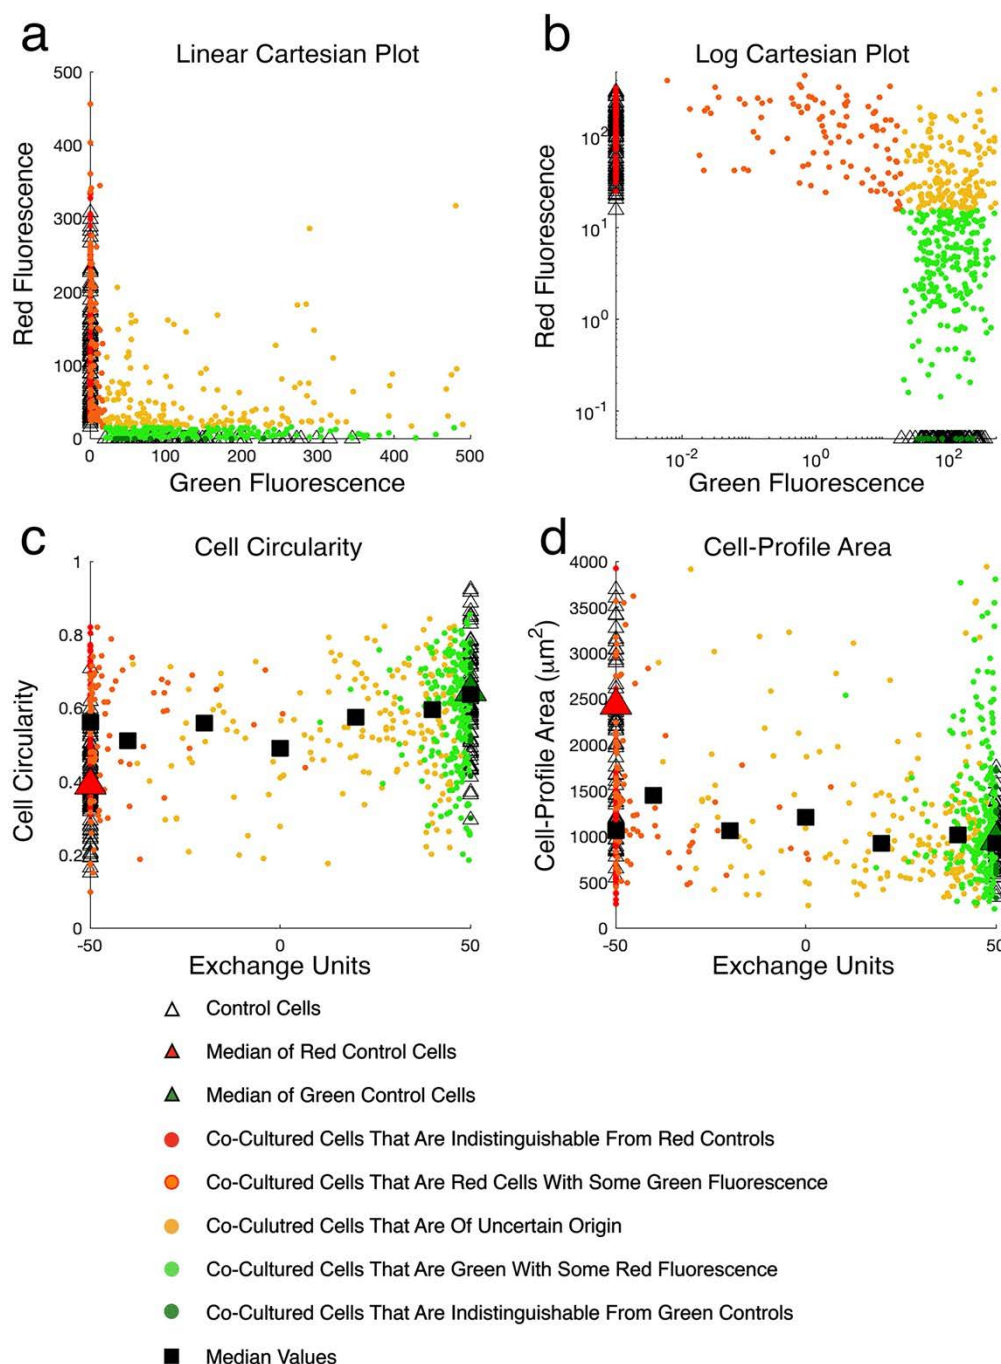 a
Linear Cartesian Plot
500
400
300
200
100
0
Red Fluorescence
0 100 200 300 400 500
Green Fluorescence
b
Log Cartesian Plot
10^2
10^1
10^0
10^-1
Red Fluorescence
10^-2 10^0 10^2
Green Fluorescence
c
Cell Circularity
1
0.8
0.6
0.4
0.2
0
Cell Circularity
-50 0 50
Exchange Units
d
Cell-Profile Area
4000
3500
3000
2500
2000
1500
1000
500
0
Cell-Profile Area (μm^2)
-50 0 50
Exchange Units
Control Cells
Median of Red Control Cells
Median of Green Control Cells
Co-Cultured Cells That Are Indistinguishable From Red Controls
Co-Cultured Cells That Are Red Cells With Some Green Fluorescence
Co-Culutred Cells That Are Of Uncertain Origin
Co-Cultured Cells That Are Green With Some Red Fluorescence
Co-Cultured Cells That Are Indistinguishable From Green Controls
Median Values